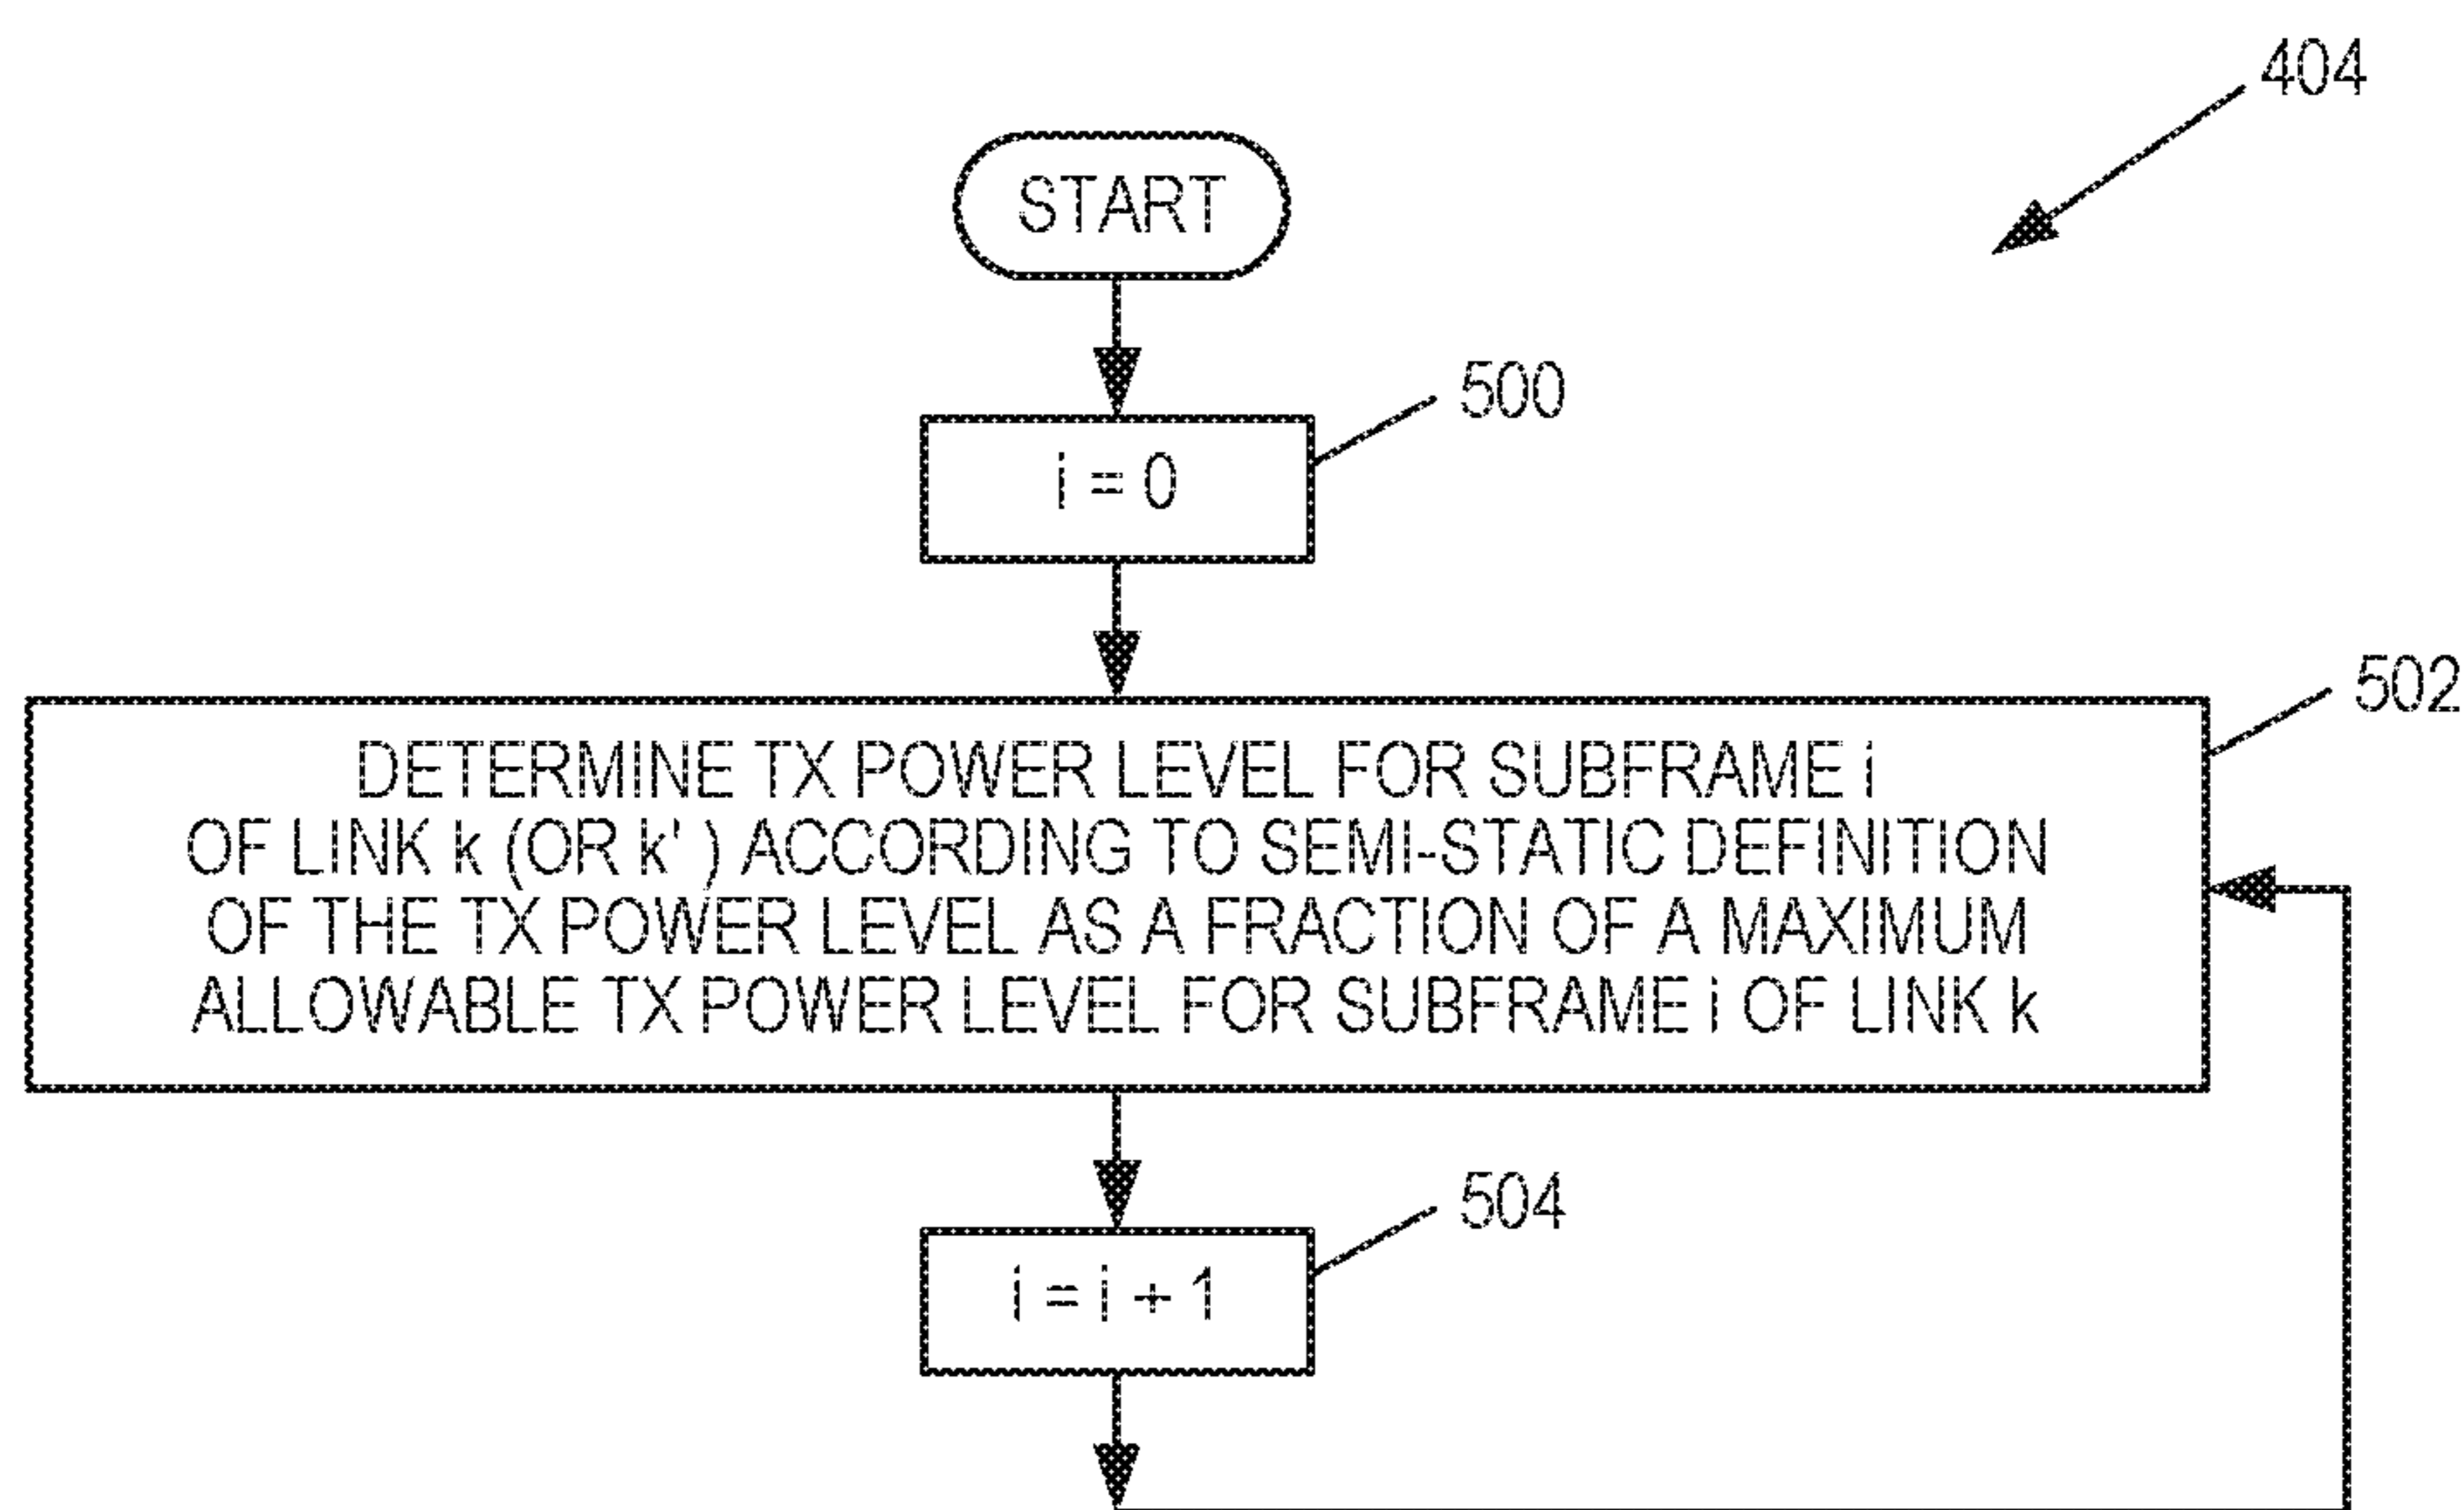 404
START
500
i = 0
502
DETERMINE TX POWER LEVEL FOR SUBFRAME i
OF LINK k (OR k' ) ACCORDING TO SEMI-STATIC DEFINITION
OF THE TX POWER LEVEL AS A FRACTION OF A MAXIMUM
ALLOWABLE TX POWER LEVEL FOR SUBFRAME i OF LINK k
504
i = i + 1